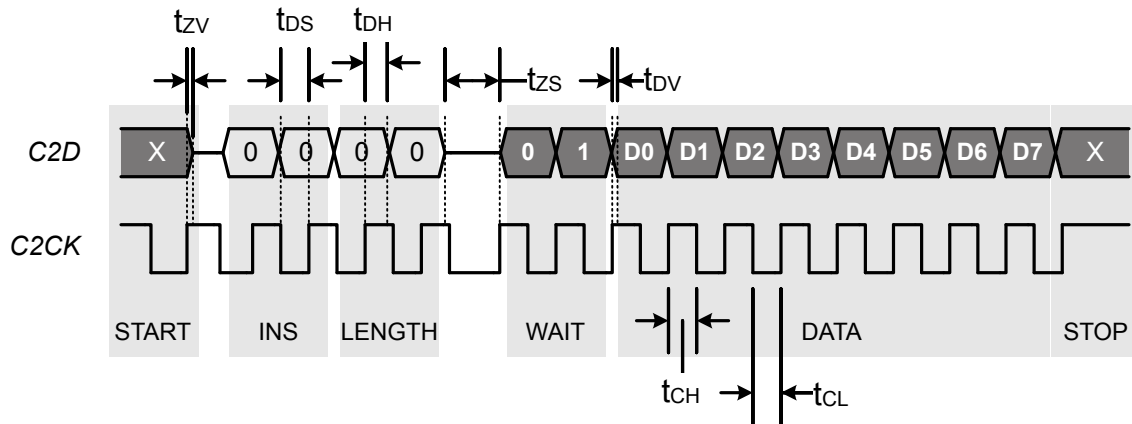 tZV tDS tDH
tZS tDV
C2D X 0 0 0 0 0 1 D0 D1 D2 D3 D4 D5 D6 D7 X
C2CK
START INS LENGTH WAIT DATA STOP
tCH tCL